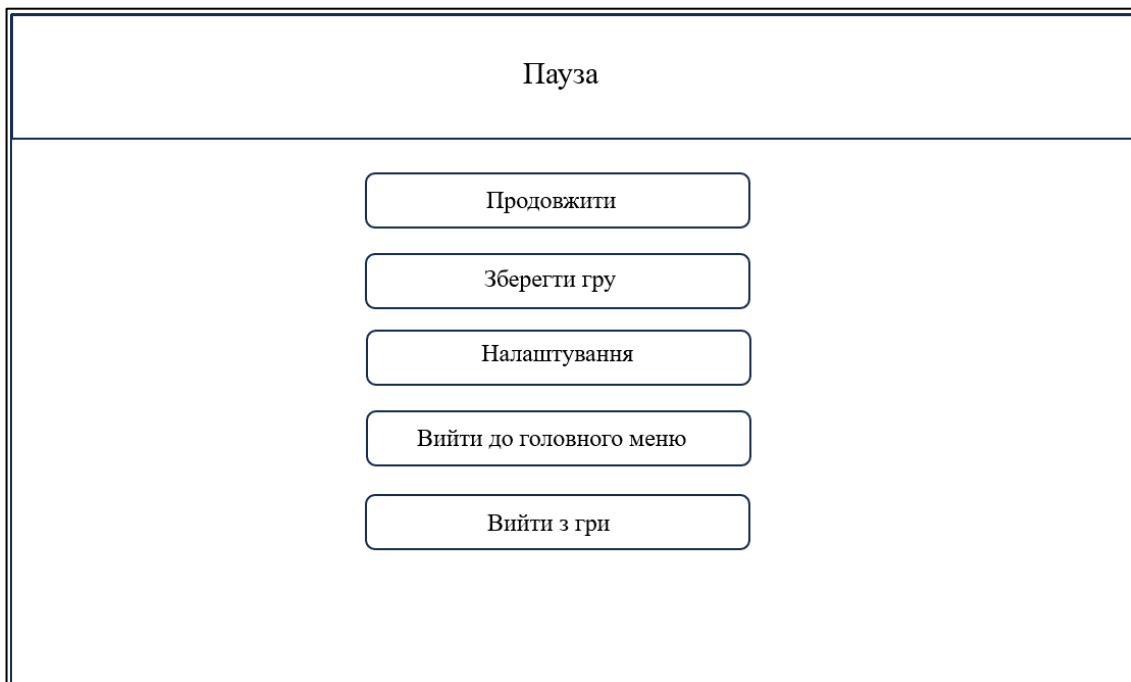 Пауза
Продовжити
Зберегти гру
Налаштування
Вийти до головного меню
Вийти з гри